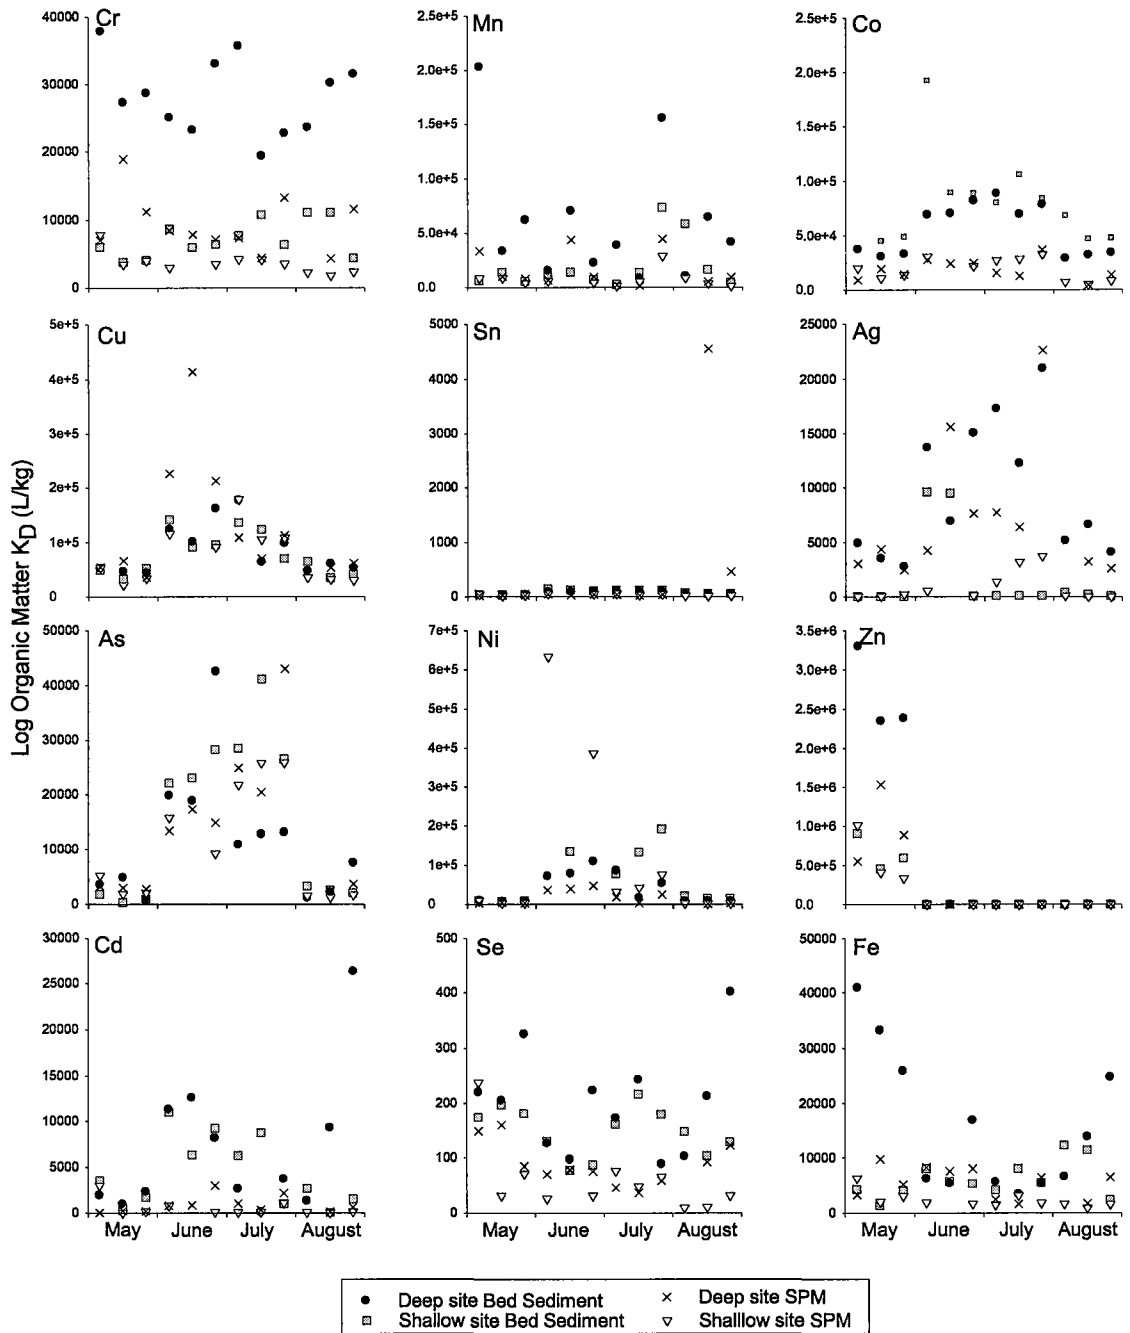 Cr
40000
30000
20000
10000
0
Mn
2.5e+5
2.0e+5
1.5e+5
1.0e+5
5.0e+4
0.0
Co
2.5e+5
2.0e+5
1.5e+5
1.0e+5
5.0e+4
0.0
Cu
5e+5
4e+5
3e+5
2e+5
1e+5
0
Sn
5000
4000
3000
2000
1000
0
Ag
25000
20000
15000
10000
5000
0
Log Organic Matter KD (L/kg)
As
50000
40000
30000
20000
10000
0
Ni
7e+5
6e+5
5e+5
4e+5
3e+5
2e+5
1e+5
0
Zn
3.5e+6
3.0e+6
2.5e+6
2.0e+6
1.5e+6
1.0e+6
5.0e+5
0.0
Cd
30000
25000
20000
15000
10000
5000
0
May June July August
Se
500
400
300
200
100
0
May June July August
Fe
50000
40000
30000
20000
10000
0
May June July August
Deep site Bed Sediment
Deep site SPM
Shallow site Bed Sediment
Shalllow site SPM